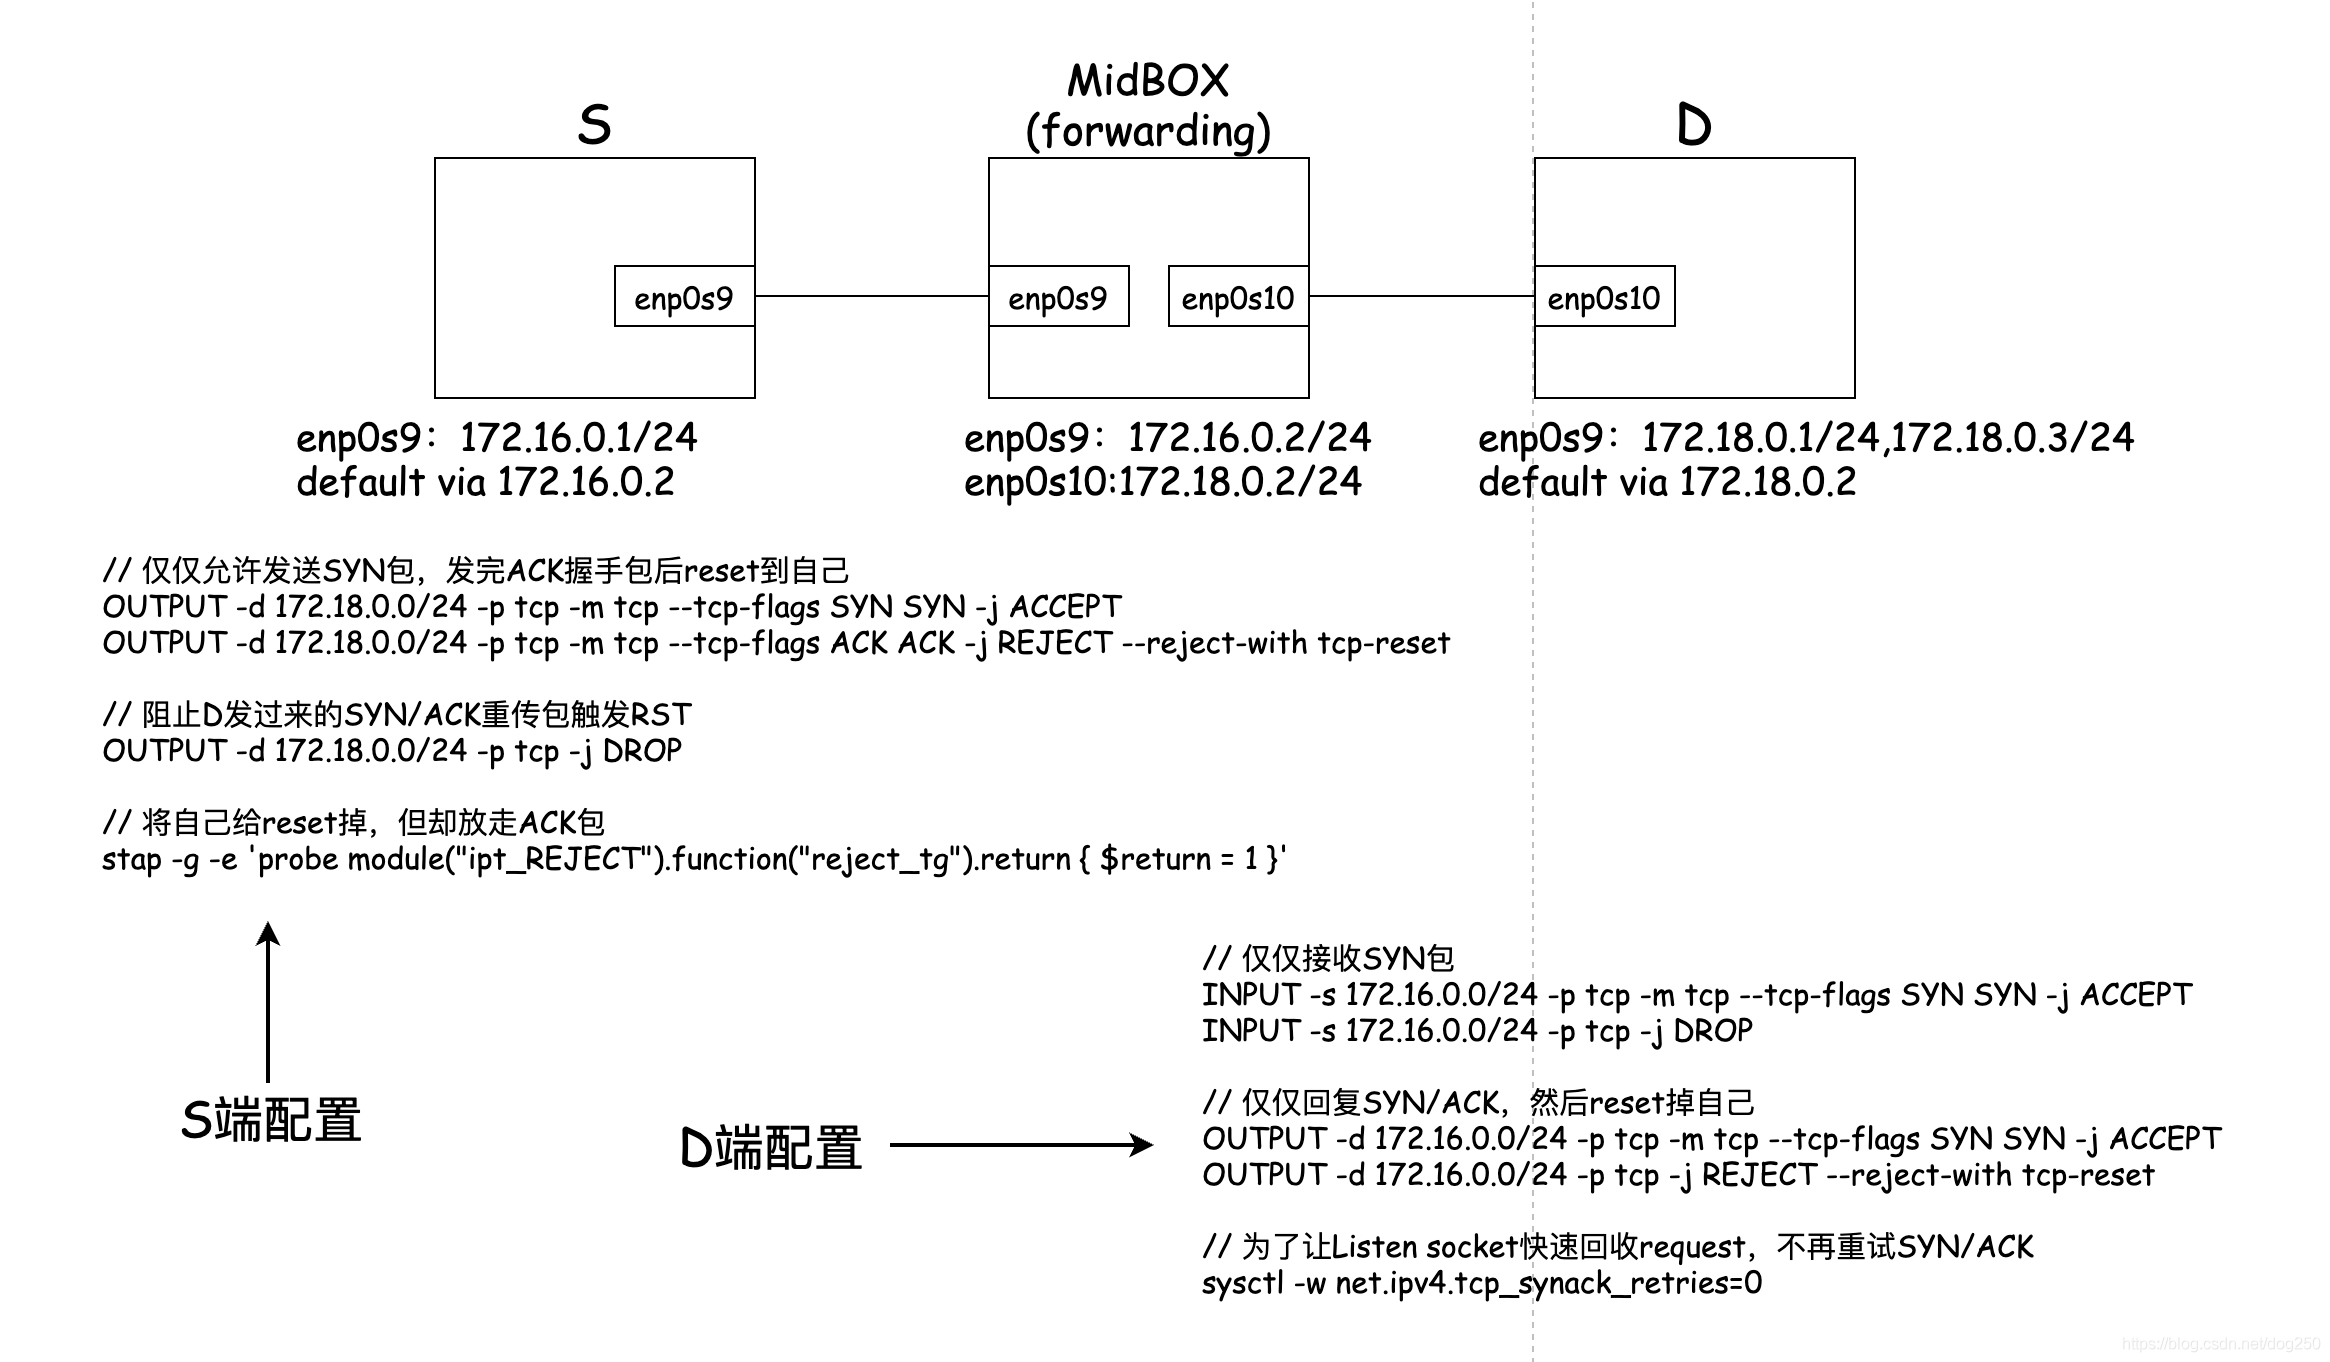 S
MidBOX
(forwarding)
D
enp0s9
enp0s9
enp0s10
enp0s10
enp0s9：172.16.0.1/24
default via 172.16.0.2
enp0s9：172.16.0.2/24
enp0s10:172.18.0.2/24
enp0s9：172.18.0.1/24,172.18.0.3/24
default via 172.18.0.2
// 仅仅允许发送SYN包，发完ACK握手包后reset到自己
OUTPUT -d 172.18.0.0/24 -p tcp -m tcp --tcp-flags SYN SYN -j ACCEPT
OUTPUT -d 172.18.0.0/24 -p tcp -m tcp --tcp-flags ACK ACK -j REJECT --reject-with tcp-reset
// 阻止D发过来的SYN/ACK重传包触发RST
OUTPUT -d 172.18.0.0/24 -p tcp -j DROP
// 将自己给reset掉，但却放走ACK包
stap -g -e 'probe module("ipt_REJECT").function("reject_tg").return { $return = 1 }'
S端配置
D端配置
// 仅仅接收SYN包
INPUT -s 172.16.0.0/24 -p tcp -m tcp --tcp-flags SYN SYN -j ACCEPT
INPUT -s 172.16.0.0/24 -p tcp -j DROP
// 仅仅回复SYN/ACK，然后reset掉自己
OUTPUT -d 172.16.0.0/24 -p tcp -m tcp --tcp-flags SYN SYN -j ACCEPT
OUTPUT -d 172.16.0.0/24 -p tcp -j REJECT --reject-with tcp-reset
// 为了让Listen socket快速回收request，不再重试SYN/ACK
sysctl -w net.ipv4.tcp_synack_retries=0
https://blog.csdn.net/dog250